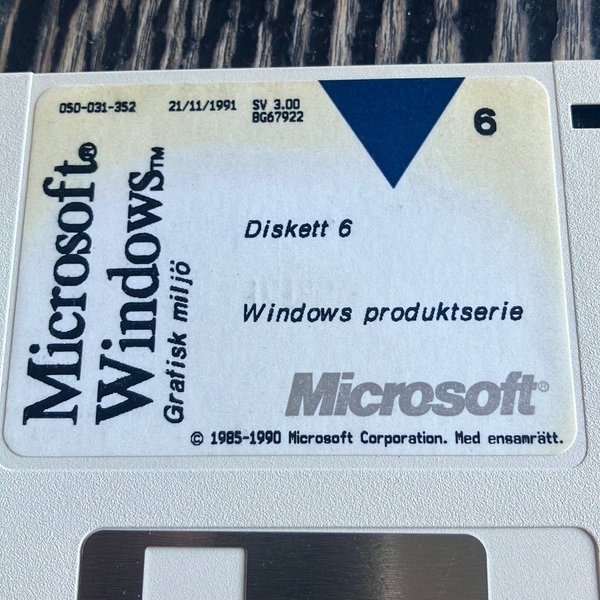 050-031-352 21/11/1991 SV 3.00
BG67922
6
Microsoft®
Windows™
Grafisk miljö
Diskett 6
Windows produktserie
Microsoft®
© 1985-1990 Microsoft Corporation. Med ensamrätt.